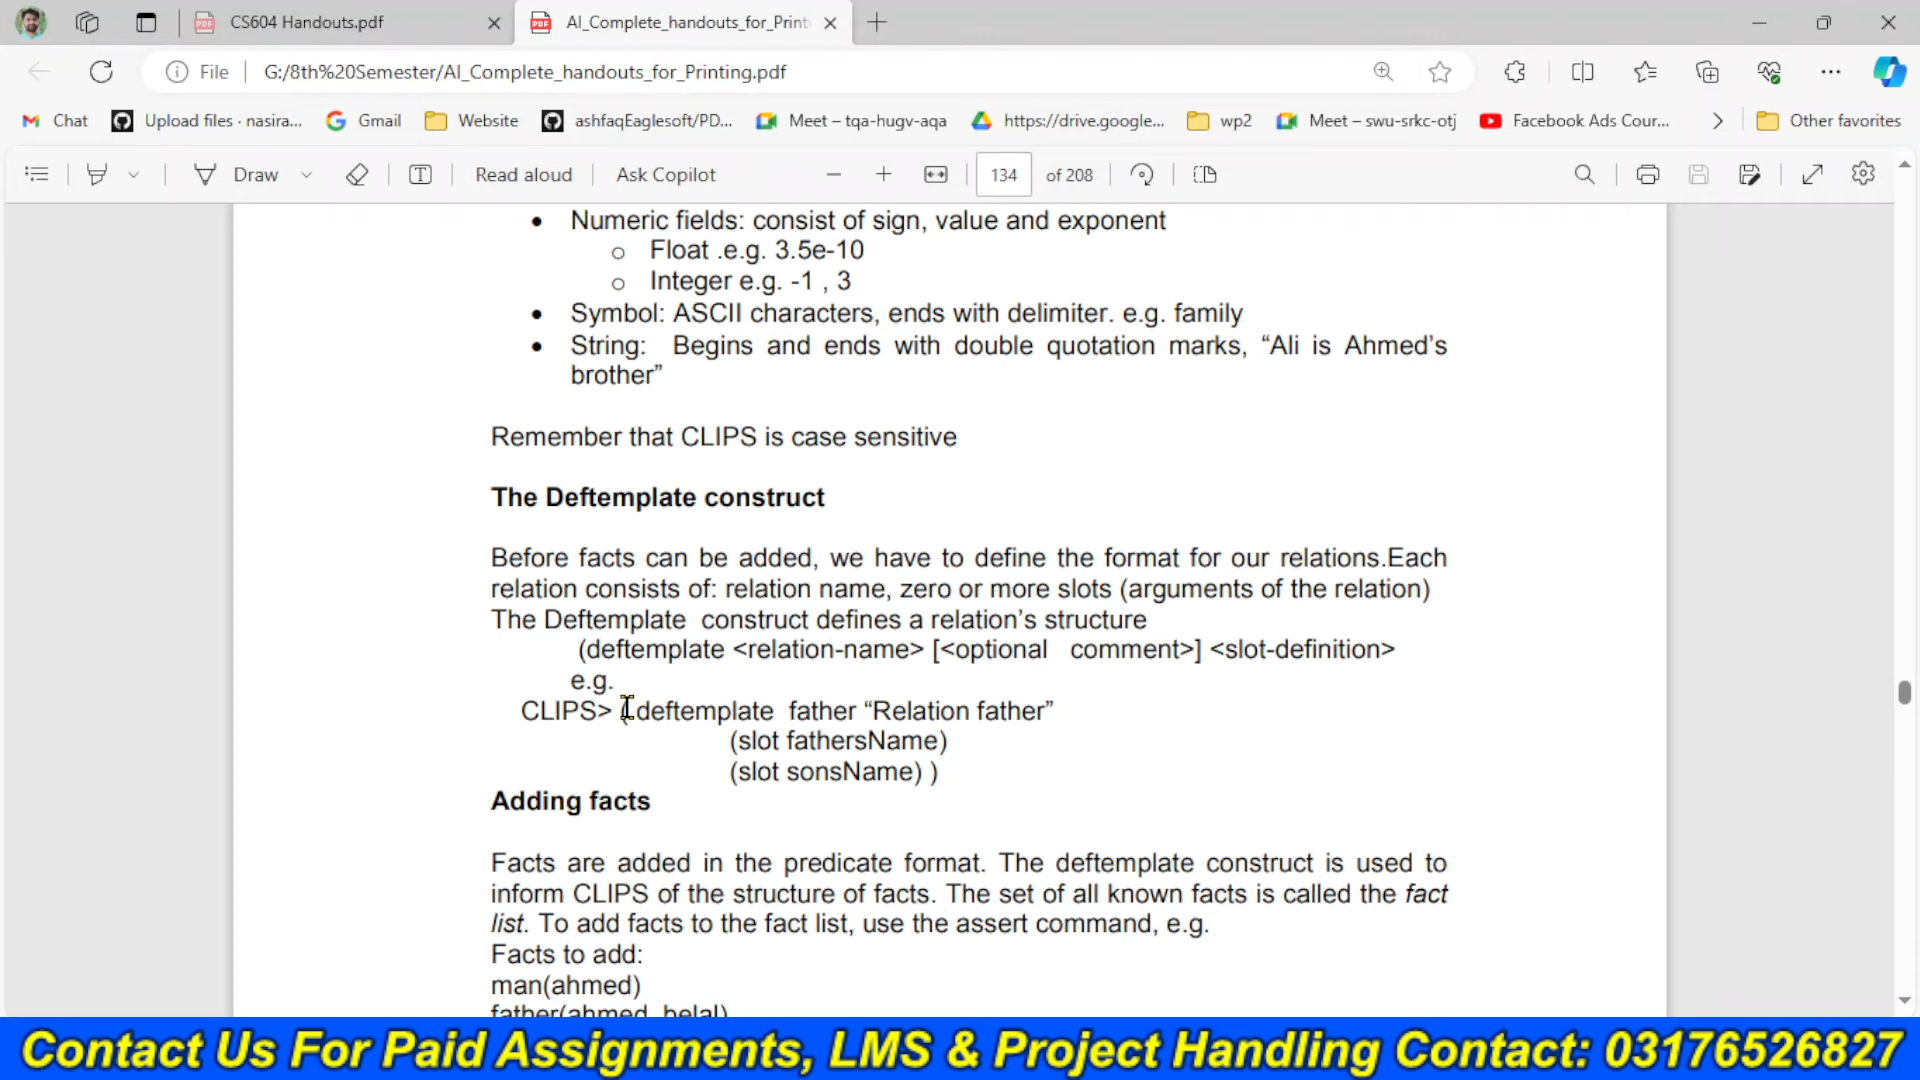 CS604 Handouts.pdf
AI_Complete_handouts_for_Print
File
G:/8th%20Semester/AI_Complete_handouts_for_Printing.pdf
Chat
Upload files · nasira...
Gmail
Website
ashfaqEaglesoft/PD...
Meet – tqa-hugv-aqa
https://drive.google...
wp2
Meet – swu-srkc-otj
Facebook Ads Cour...
Other favorites
Draw
Read aloud
Ask Copilot
134 of 208
• Numeric fields: consist of sign, value and exponent
o Float .e.g. 3.5e-10
o Integer e.g. -1 , 3
• Symbol: ASCII characters, ends with delimiter. e.g. family
• String: Begins and ends with double quotation marks, “Ali is Ahmed’s
brother”
Remember that CLIPS is case sensitive
The Deftemplate construct
Before facts can be added, we have to define the format for our relations.Each
relation consists of: relation name, zero or more slots (arguments of the relation)
The Deftemplate construct defines a relation’s structure
(deftemplate <relation-name> [<optional comment>] <slot-definition>
e.g.
CLIPS> ( deftemplate father “Relation father”
(slot fathersName)
(slot sonsName) )
Adding facts
Facts are added in the predicate format. The deftemplate construct is used to
inform CLIPS of the structure of facts. The set of all known facts is called the fact
list. To add facts to the fact list, use the assert command, e.g.
Facts to add:
man(ahmed)
father(ahmed, belal)
Contact Us For Paid Assignments, LMS & Project Handling Contact: 03176526827